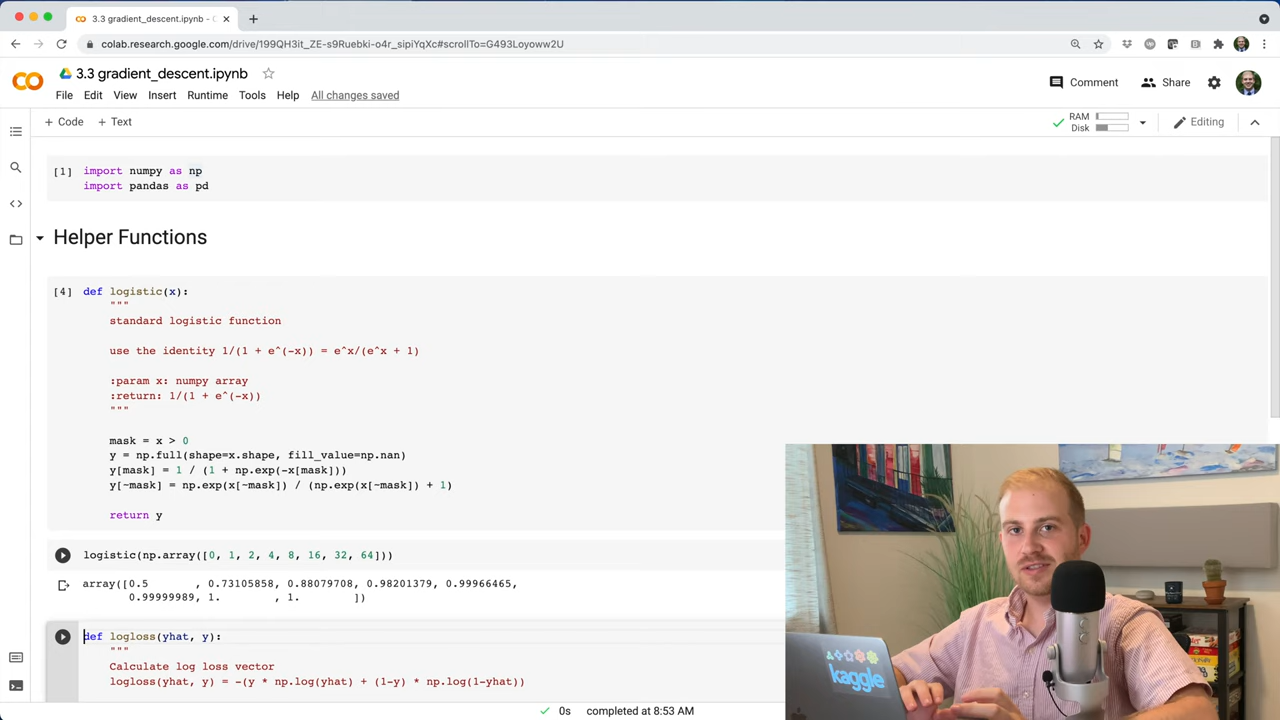 3.3 gradient_descent.ipynb - C
colab.research.google.com/drive/199QH3it_ZE-s9Ruebki-o4r_sipiYqXc#scrollTo=G493Loyoww2U
3.3 gradient_descent.ipynb
Comment
Share
File Edit View Insert Runtime Tools Help All changes saved
+ Code + Text
RAM
Disk
Editing
[1] import numpy as np
import pandas as pd
Helper Functions
[4] def logistic(x):
"""
standard logistic function
use the identity 1/(1 + e^(-x)) = e^x/(e^x + 1)
:param x: numpy array
:return: 1/(1 + e^(-x))
"""
mask = x > 0
y = np.full(shape=x.shape, fill_value=np.nan)
y[mask] = 1 / (1 + np.exp(-x[mask]))
y[~mask] = np.exp(x[~mask]) / (np.exp(x[~mask]) + 1)
return y
logistic(np.array([0, 1, 2, 4, 8, 16, 32, 64]))
array([0.5       , 0.73105858, 0.88079708, 0.98201379, 0.99966465,
0.99999989, 1.        , 1.        ])
def logloss(yhat, y):
"""
Calculate log loss vector
logloss(yhat, y) = -(y * np.log(yhat) + (1-y) * np.log(1-yhat))
0s completed at 8:53 AM
kaggle